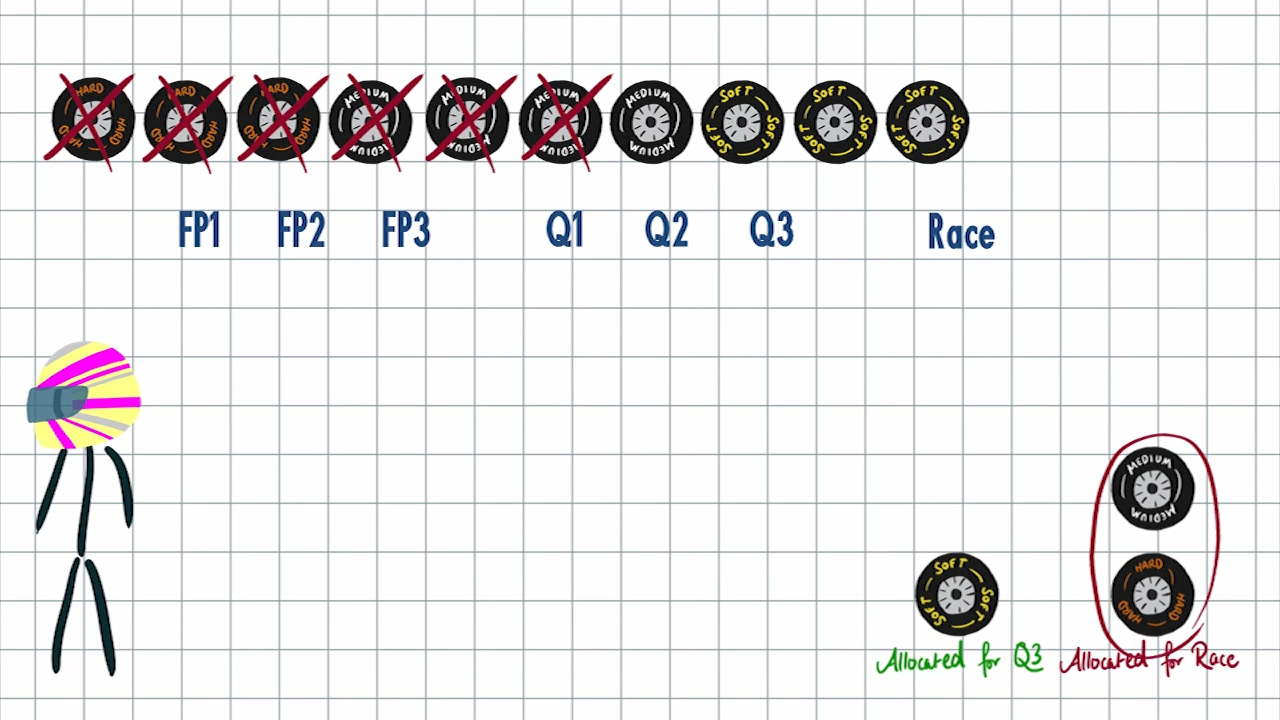 HARD HARD
HARD HARD
HARD HARD
MEDIUM MEDIUM
MEDIUM
MEDIUM MEDIUM
MEDIUM MEDIUM
SOFT SOFT SOFT
SOFT SOFT SOFT
SOFT SOFT SOFT
FP1 FP2 FP3 Q1 Q2 Q3 Race
MEDIUM MEDIUM
SOFT SOFT SOFT
HARD HARD HARD
Allocated for Q3
Allocated for Race